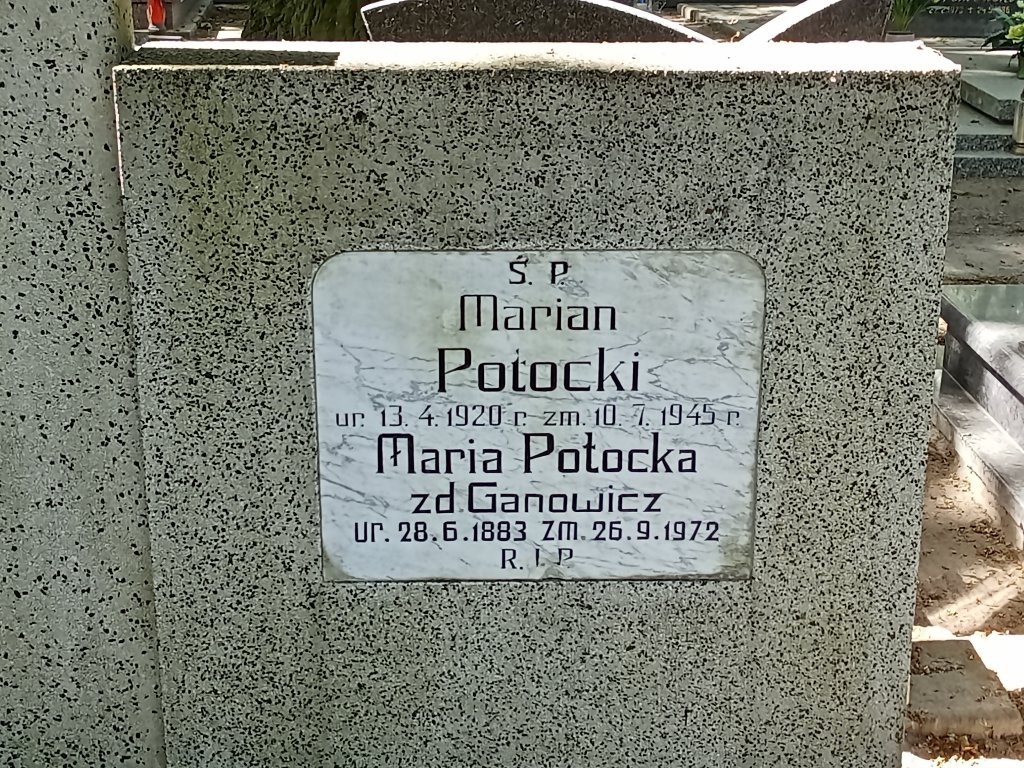 Ś. P.
Marian
Potocki
ur. 13. 4. 1920 r. zm. 10. 7. 1945 r.
Maria Potocka
zd. Ganowicz
ur. 28.6.1883 zm. 26.9.1972
R. I P